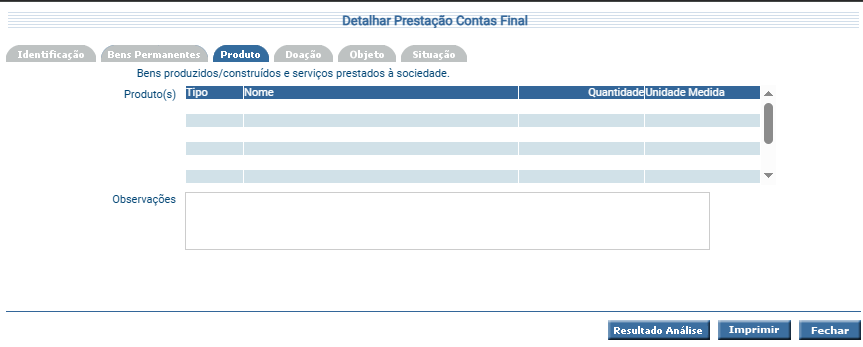 Detalhar Prestação Contas Final
Identificação Bens Permanentes Produto Doação Objeto Situação
Bens produzidos/construídos e serviços prestados à sociedade.
Produto(s) Tipo Nome Quantidade Unidade Medida
Observações
Resultado Análise Imprimir Fechar